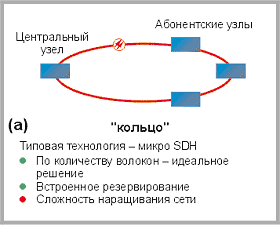 Абонентские узлы
Центральный
узел
(а)
"кольцо"
Типовая технология – микро SDH
По количеству волокон – идеальное
решение
Встроенное резервирование
Сложность наращивания сети